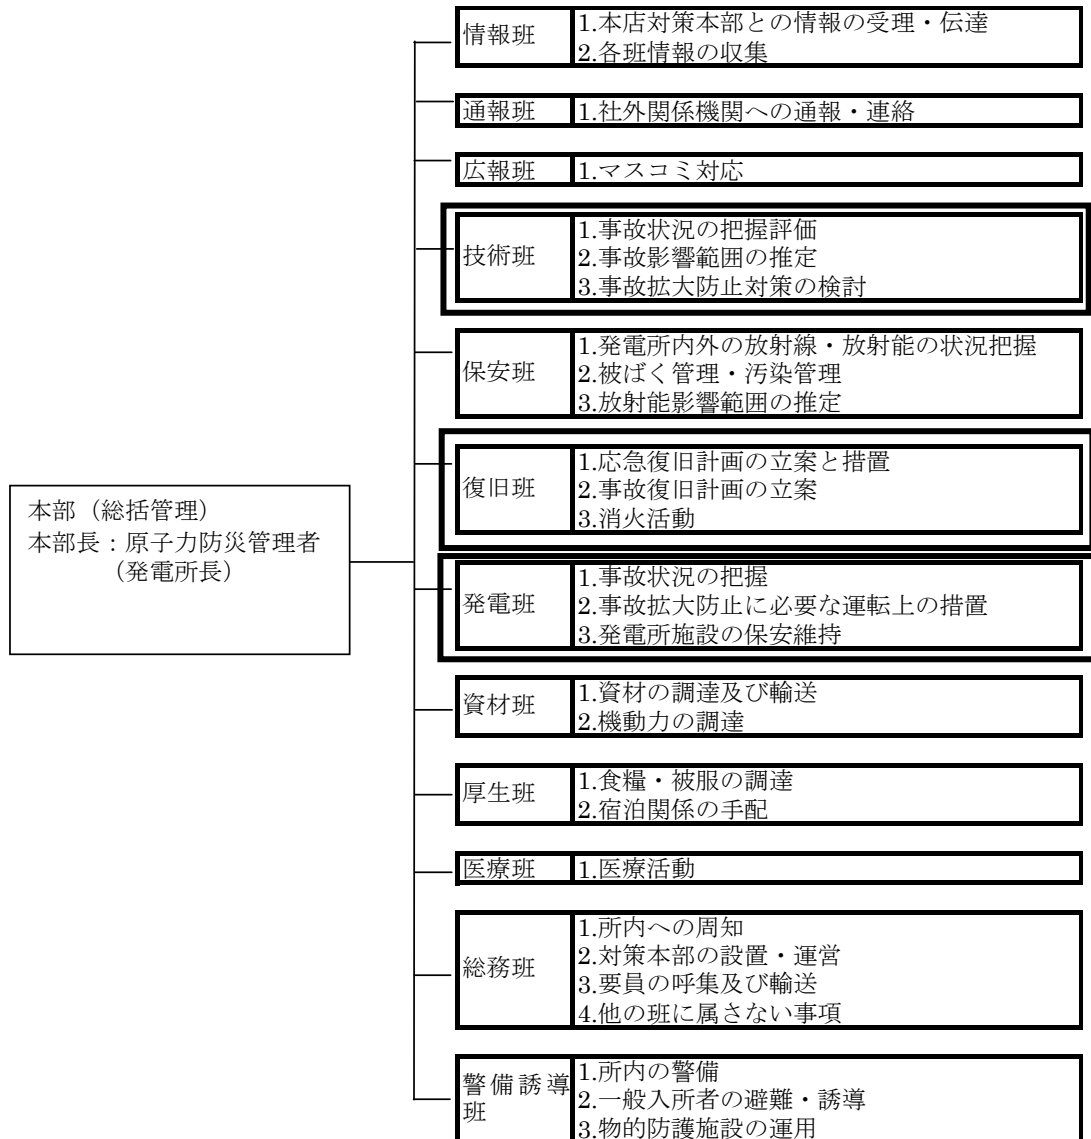 情報班
1.本店対策本部との情報の受理・伝達
2.各班情報の収集
通報班
1.社外関係機関への通報・連絡
広報班
1.マスコミ対応
技術班
1.事故状況の把握評価
2.事故影響範囲の推定
3.事故拡大防止対策の検討
保安班
1.発電所内外の放射線・放射能の状況把握
2.被ばく管理・汚染管理
3.放射能影響範囲の推定
復旧班
1.応急復旧計画の立案と措置
2.事故復旧計画の立案
3.消火活動
本部（総括管理）
本部長：原子力防災管理者
（発電所長）
発電班
1.事故状況の把握
2.事故拡大防止に必要な運転上の措置
3.発電所施設の保安維持
資材班
1.資材の調達及び輸送
2.機動力の調達
厚生班
1.食糧・被服の調達
2.宿泊関係の手配
医療班
1.医療活動
総務班
1.所内への周知
2.対策本部の設置・運営
3.要員の呼集及び輸送
4.他の班に属さない事項
警備誘導
班
1.所内の警備
2.一般入所者の避難・誘導
3.物的防護施設の運用